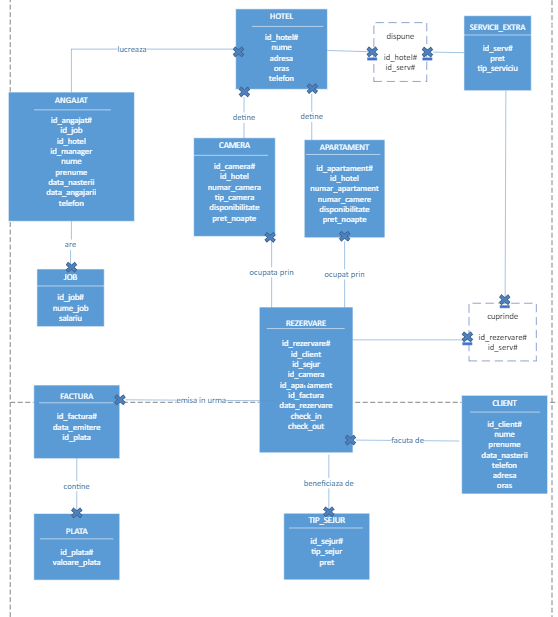 HOTEL
id_hotel#
nume
adresa
oras
telefon
dispune
id_hotel#
id_serv#
SERVICII_EXTRA
id_serv#
pret
tip_serviciu
lucreaza
ANGAJAT
id_angajat#
id_job
id_hotel
id_manager
nume
prenume
data_nasterii
data_angajarii
telefon
detine
detine
CAMERA
id_camera#
id_hotel
numar_camera
tip_camera
disponibilitate
pret_noapte
APARTAMENT
id_apartament#
id_hotel
numar_apartament
numar_camere
disponibilitate
pret_noapte
are
JOB
id_job#
nume_job
salariu
ocupata prin
ocupat prin
cuprinde
id_rezervare#
id_serv#
REZERVARE
id_rezervare#
id_client
id_sejur
id_camera
id_apartament
id_factura
data_rezervare
check_in
check_out
FACTURA
id_factura#
data_emitere
id_plata
emisa in urma
CLIENT
id_client#
nume
prenume
data_nasterii
telefon
adresa
oras
facuta de
contine
beneficiaza de
PLATA
id_plata#
valoare_plata
TIP_SEJUR
id_sejur#
tip_sejur
pret